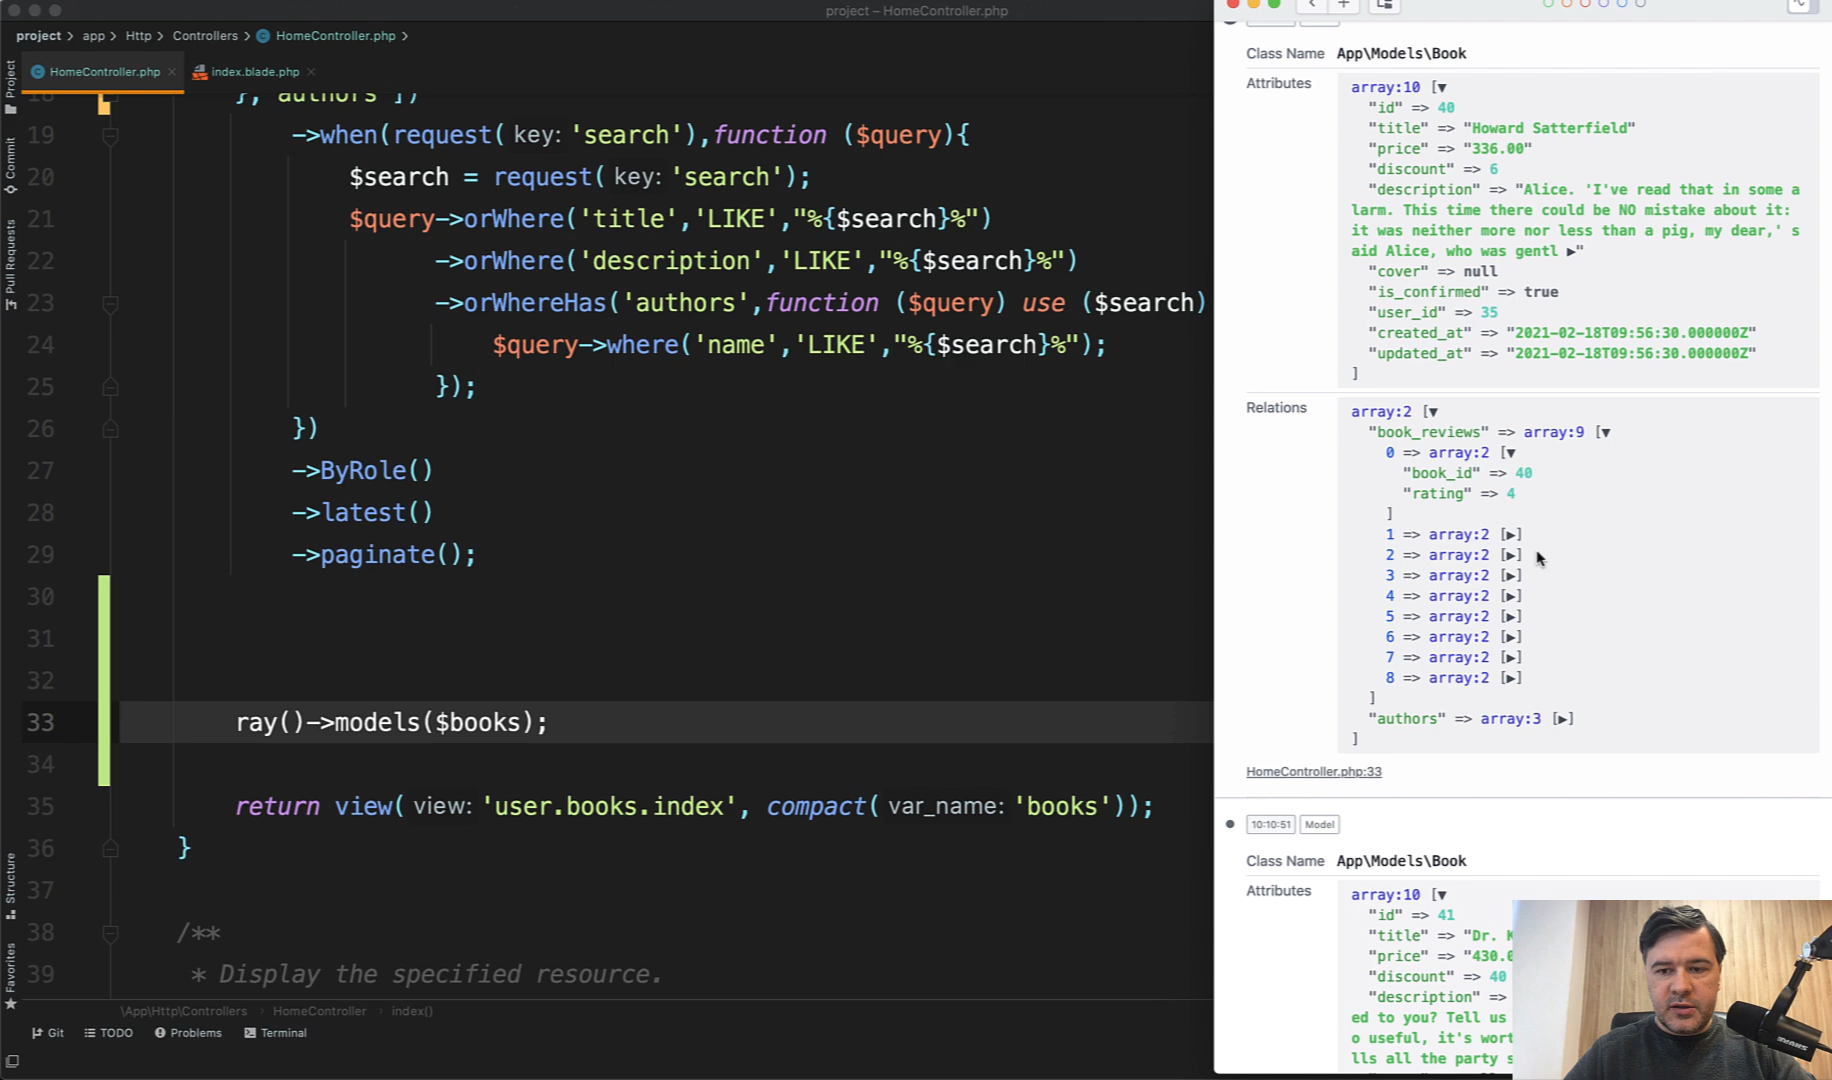 project – HomeController.php
project > app > Http > Controllers > HomeController.php >
HomeController.php × index.blade.php ×
Project
Commit
Pull Requests
Structure
Favorites
18 }, 'authors' ])
19 ->when(request( key: 'search'),function ($query){
20 $search = request( key: 'search');
21 $query->orWhere('title','LIKE',"%{$search}%")
22 ->orWhere('description','LIKE',"%{$search}%")
23 ->orWhereHas('authors',function ($query) use ($search)
24 $query->where('name','LIKE',"%{$search}%");
25 });
26 })
27 ->ByRole()
28 ->latest()
29 ->paginate();
30
31
32
33 ray()->models($books);
34
35 return view( view: 'user.books.index', compact( var_name: 'books'));
36 }
37
38 /**
39 * Display the specified resource.
\App\Http\Controllers > HomeController > index()
Git TODO Problems Terminal
Class Name App\Models\Book
Attributes array:10 [▼
"id" => 40
"title" => "Howard Satterfield"
"price" => "336.00"
"discount" => 6
"description" => "Alice. 'I've read that in some a
larm. This time there could be NO mistake about it:
it was neither more nor less than a pig, my dear,' s
aid Alice, who was gentl ▶"
"cover" => null
"is_confirmed" => true
"user_id" => 35
"created_at" => "2021-02-18T09:56:30.000000Z"
"updated_at" => "2021-02-18T09:56:30.000000Z"
]
Relations array:2 [▼
"book_reviews" => array:9 [▼
0 => array:2 [▼
"book_id" => 40
"rating" => 4
]
1 => array:2 [▶]
2 => array:2 [▶]
3 => array:2 [▶]
4 => array:2 [▶]
5 => array:2 [▶]
6 => array:2 [▶]
7 => array:2 [▶]
8 => array:2 [▶]
]
"authors" => array:3 [▶]
]
HomeController.php:33
10:10:51 Model
Class Name App\Models\Book
Attributes array:10 [▼
"id" => 41
"title" => "Dr.
"price" => "430.0
"discount" => 40
"description" =>
ed to you? Tell us
o useful, it's wort
lls all the party s